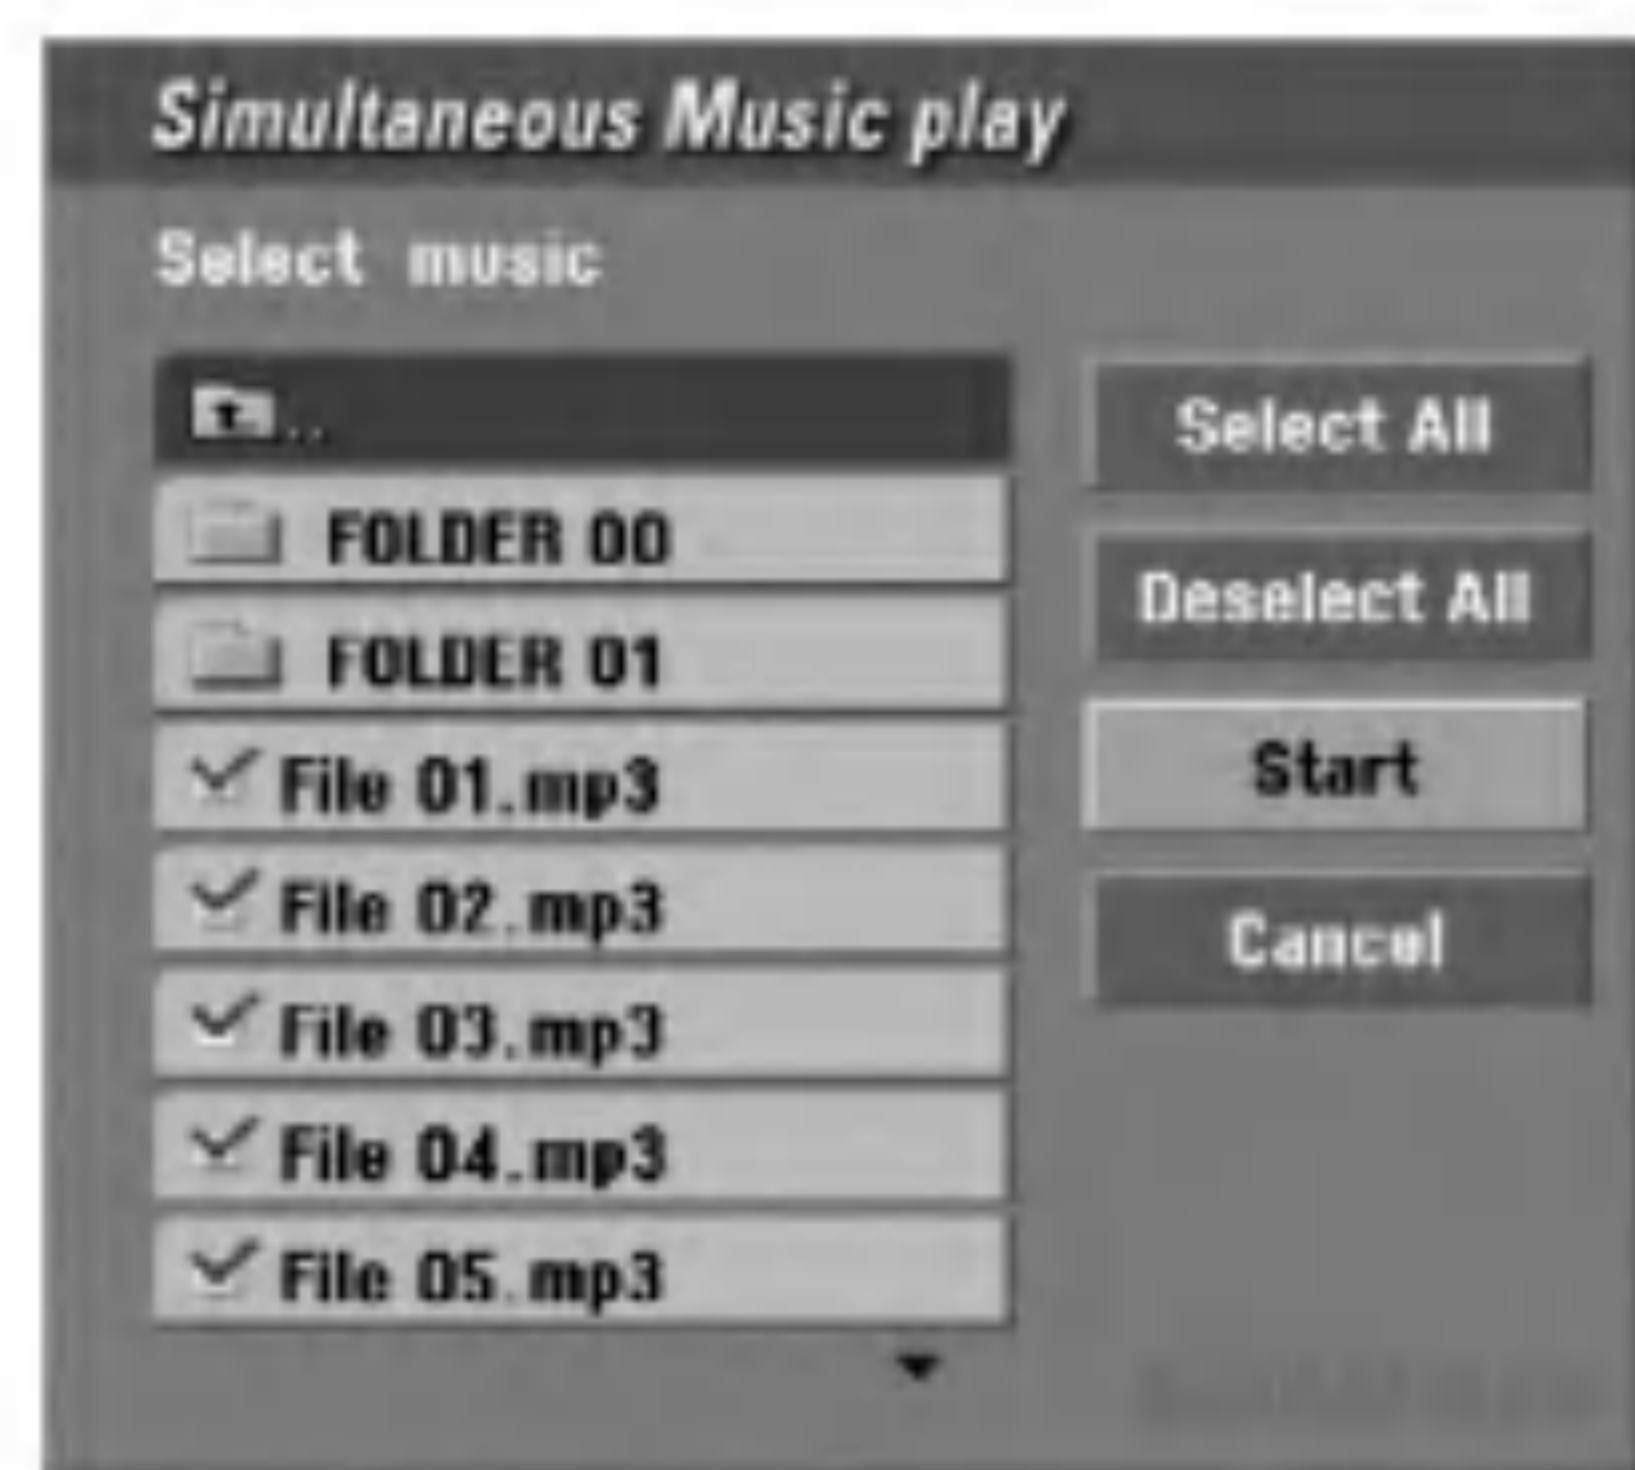 Simultaneous Music play
Select music
..
FOLDER 00
FOLDER 01
File 01.mp3
File 02.mp3
File 03.mp3
File 04.mp3
File 05.mp3
Select All
Deselect All
Start
Cancel